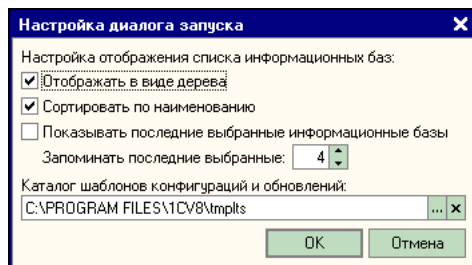 Настройка диалога запуска
Настройка отображения списка информационных баз:
Отображать в виде дерева
Сортировать по наименованию
Показывать последние выбранные информационные базы
Запоминать последние выбранные: 4
Каталог шаблонов конфигураций и обновлений:
C:\PROGRAM FILES\1CV8\tmplts ...
OK Отмена